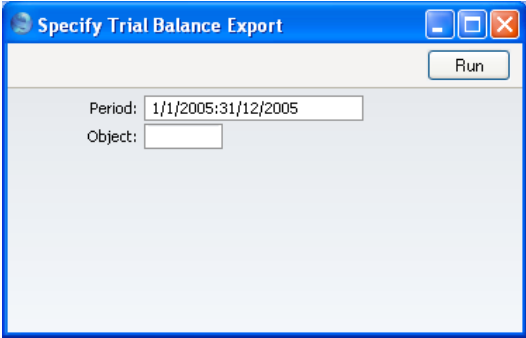 Specify Trial Balance Export
Run
Period: 1/1/2005:31/12/2005
Object: